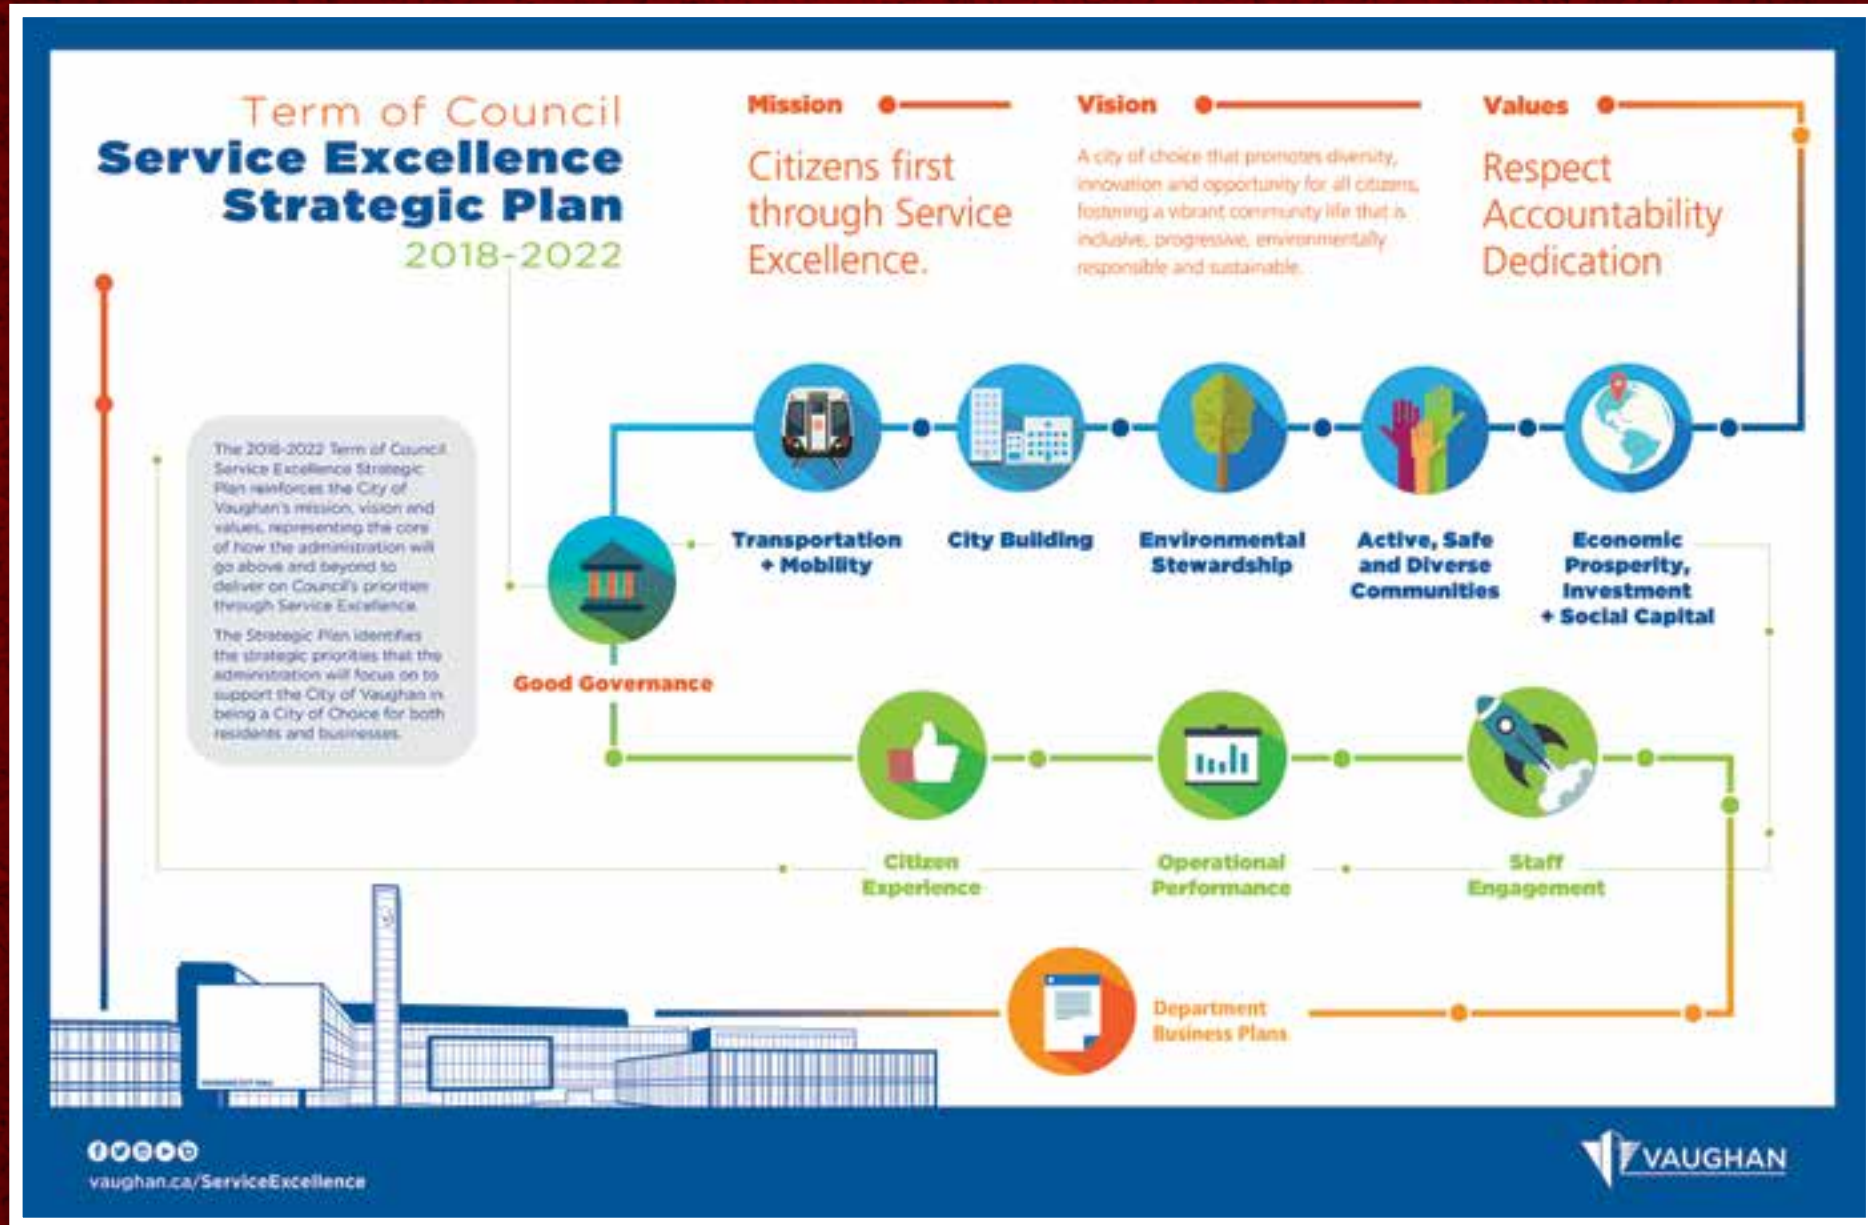 Term of Council
Service Excellence
Strategic Plan
2018-2022
Mission
Citizens first
through Service
Excellence.
Vision
A city of choice that promotes diversity,
innovation and opportunity for all citizens,
fostering a vibrant community life that is
inclusive, progressive, environmentally
responsible and sustainable.
Values
Respect
Accountability
Dedication
The 2018-2022 Term of Council
Service Excellence Strategic
Plan reinforces the City of
Vaughan's mission, vision and
values, representing the core
of how the administration will
go above and beyond to
deliver on Council's priorities
through Service Excellence.
The Strategic Plan identifies
the strategic priorities that the
administration will focus on to
support the City of Vaughan in
being a City of Choice for both
residents and businesses.
Good Governance
Transportation
+ Mobility
City Building
Environmental
Stewardship
Active, Safe
and Diverse
Communities
Economic
Prosperity,
Investment
+ Social Capital
Citizen
Experience
Operational
Performance
Staff
Engagement
Department
Business Plans
vaughan.ca/ServiceExcellence
VAUGHAN